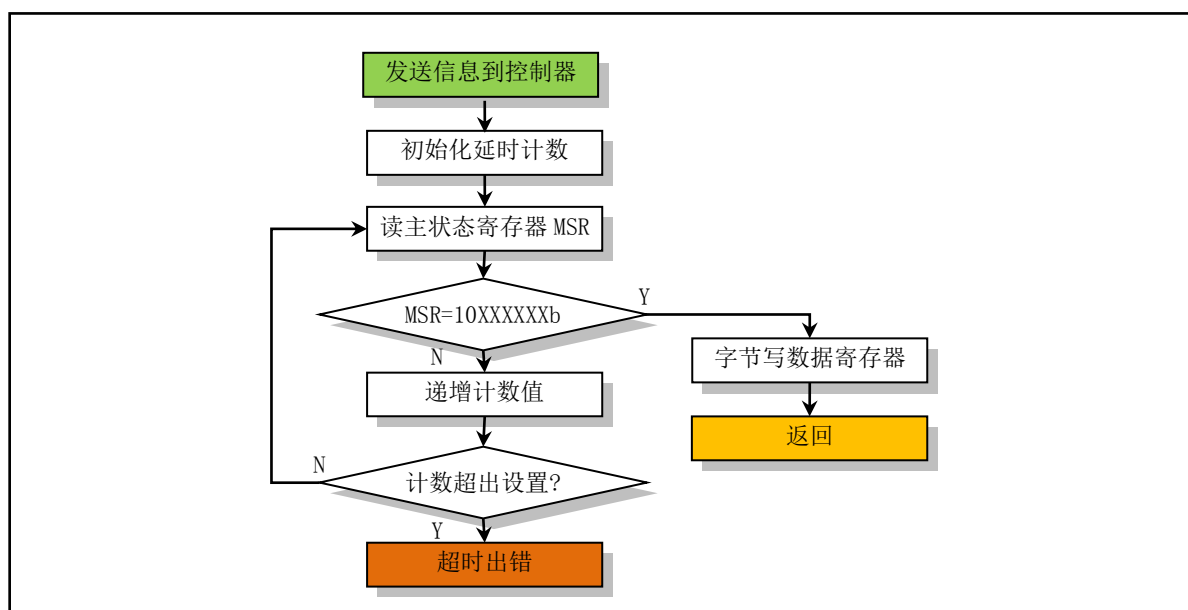 发送信息到控制器
初始化延时计数
读主状态寄存器 MSR
MSR=10XXXXXXb
Y
N
字节写数据寄存器
递增计数值
返回
N
计数超出设置?
Y
超时出错